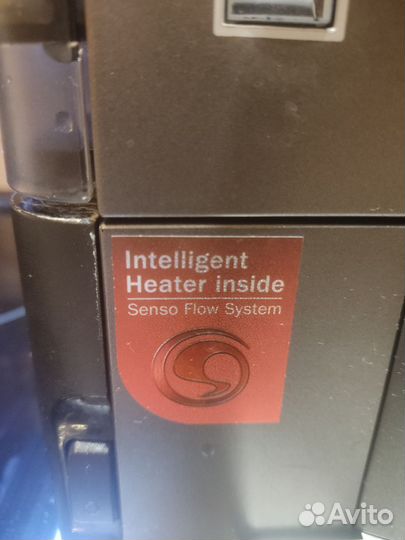 Intelligent
Heater inside
Senso Flow System
Avito